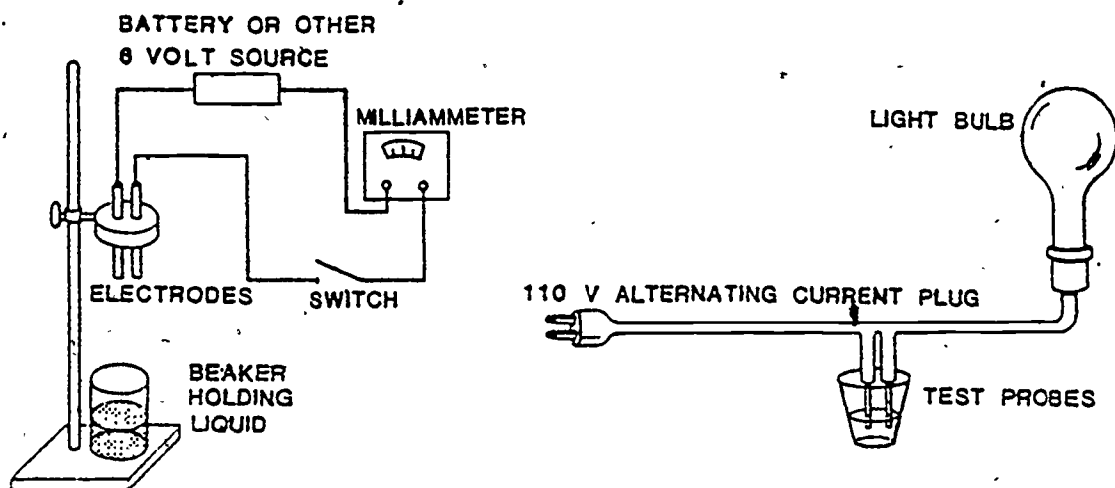 BATTERY OR OTHER
6 VOLT SOURCE
MILLIAMMETER
ELECTRODES
SWITCH
BEAKER
HOLDING
LIQUID
LIGHT BULB
110 V ALTERNATING CURRENT PLUG
TEST PROBES